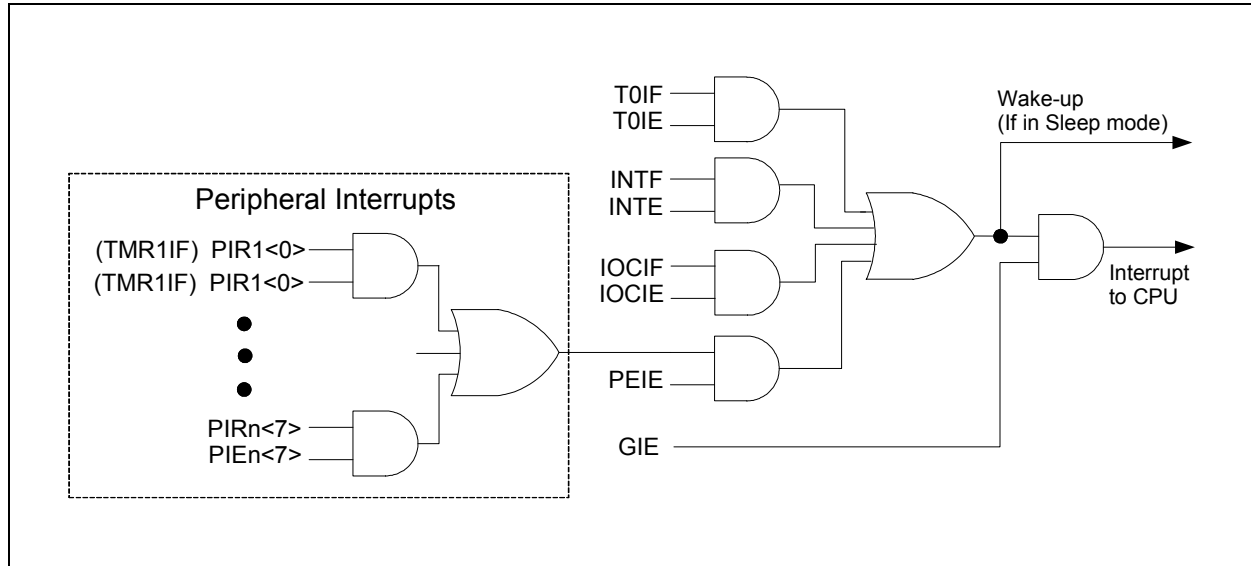 T0IF
T0IE
Wake-up
(If in Sleep mode)
INTF
INTE
Peripheral Interrupts
(TMR1IF) PIR1<0>
(TMR1IF) PIR1<0>
IOCIF
IOCIE
Interrupt
to CPU
PEIE
PIRn<7>
PIEn<7>
GIE